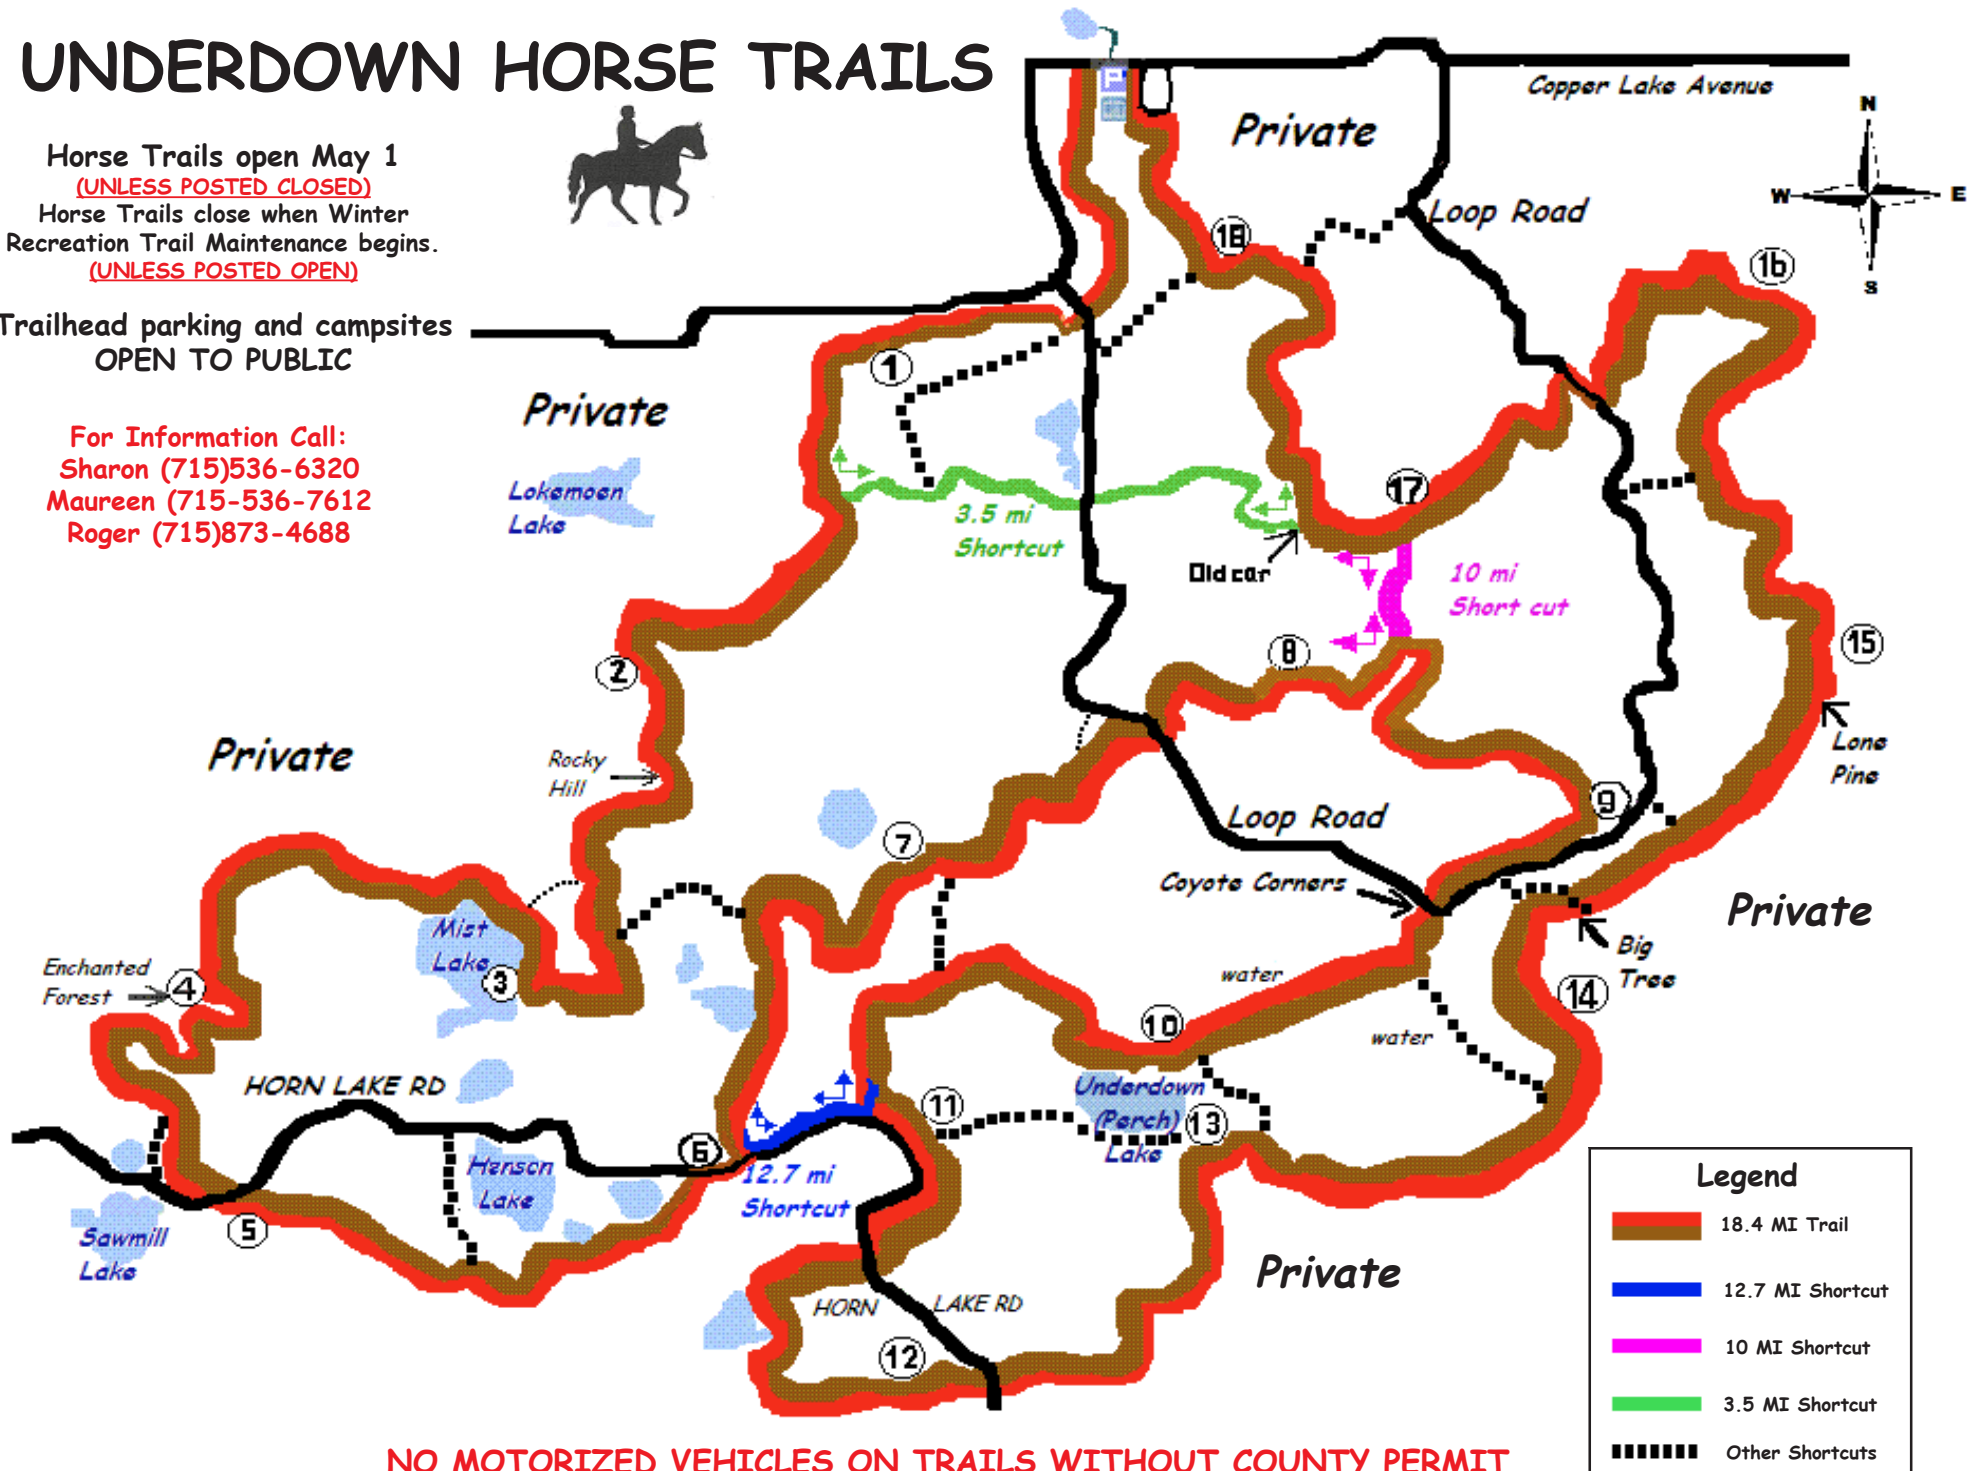 UNDERDOWN HORSE TRAILS
Horse Trails open May 1
(UNLESS POSTED CLOSED)
Horse Trails close when Winter
Recreation Trail Maintenance begins.
(UNLESS POSTED OPEN)
Trailhead parking and campsites
OPEN TO PUBLIC
For Information Call:
Sharon (715)536-6320
Maureen (715-536-7612
Roger (715)873-4688
P
Copper Lake Avenue
Private
Loop Road
N
W
E
S
18
16
1
Private
Lokemoen
Lake
3.5 mi
Shortcut
17
Old car
10 mi
Short cut
2
8
15
Lone
Pine
Private
Rocky
Hill
7
9
Loop Road
Coyote Corners
Private
Big
Tree
Mist
Lake
3
Enchanted
Forest
4
water
14
10
water
HORN LAKE RD
Underdown
(Perch)
Lake
11
13
6
Henson
Lake
12.7 mi
Shortcut
5
Sawmill
Lake
Private
HORN
LAKE RD
12
Legend
18.4 MI Trail
12.7 MI Shortcut
10 MI Shortcut
3.5 MI Shortcut
Other Shortcuts
NO MOTORIZED VEHICLES ON TRAILS WITHOUT COUNTY PERMIT